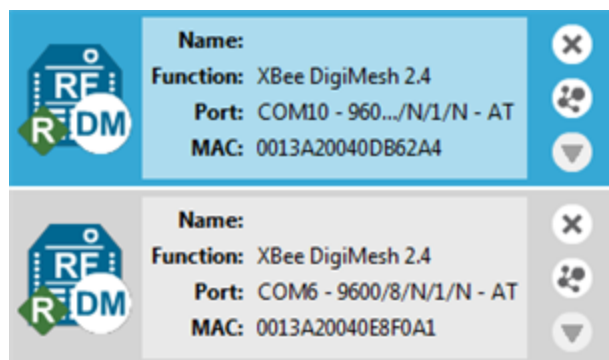 Name:
Function: XBee DigiMesh 2.4
Port: COM10 - 960.../N/1/N - AT
MAC: 0013A20040DB62A4
RF
R DM
Name:
Function: XBee DigiMesh 2.4
Port: COM6 - 9600/8/N/1/N - AT
MAC: 0013A20040E8F0A1
RF
R DM